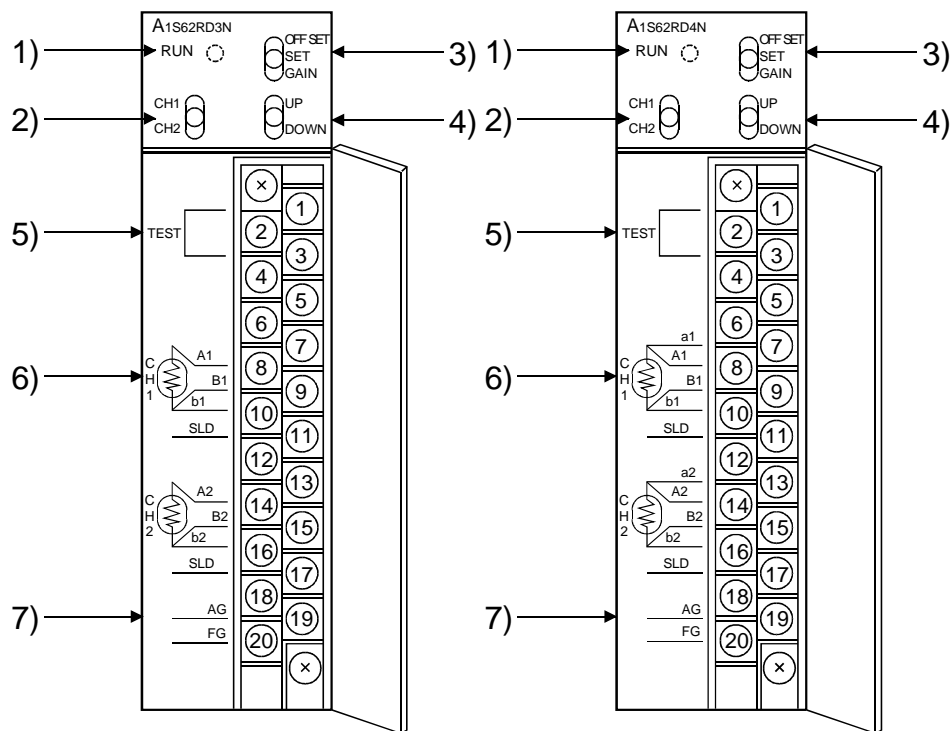 A1S62RD3N
1) RUN OFFSET 3)
SET
GAIN
2) CH1 UP 4)
CH2 DOWN
5) TEST
6) CH1 A1
B1
b1
SLD
CH2 A2
B2
b2
SLD
7) AG
FG
1
2
3
4
5
6
7
8
9
10
11
12
13
14
15
16
17
18
19
20
A1S62RD4N
1) RUN OFFSET 3)
SET
GAIN
2) CH1 UP 4)
CH2 DOWN
5) TEST
6) CH1 a1
A1
B1
b1
SLD
CH2 a2
A2
B2
b2
SLD
7) AG
FG
1
2
3
4
5
6
7
8
9
10
11
12
13
14
15
16
17
18
19
20